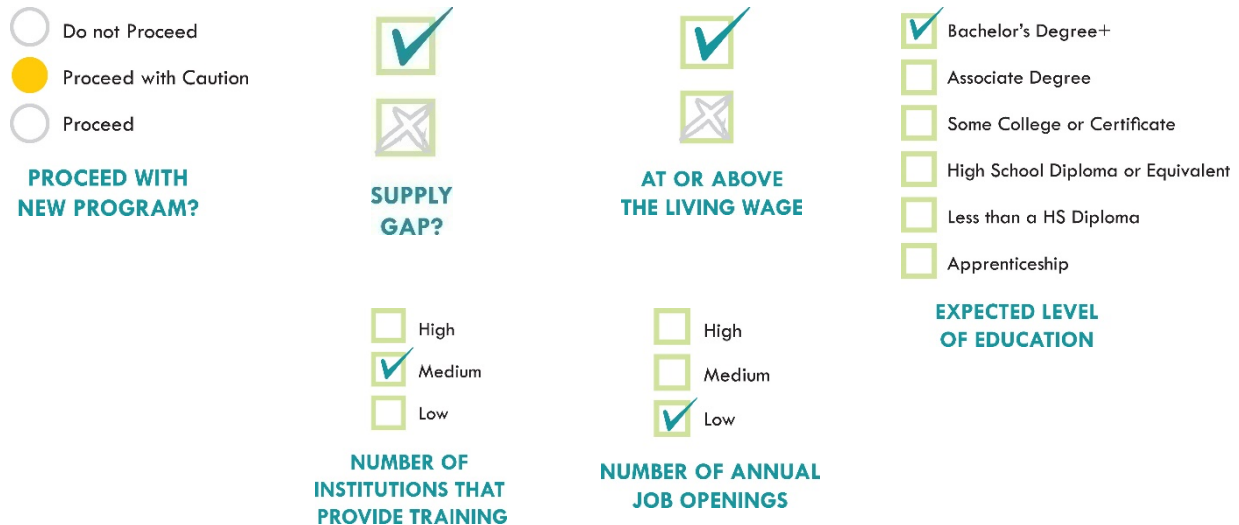 Do not Proceed
Proceed with Caution
Proceed
PROCEED WITH
NEW PROGRAM?
SUPPLY
GAP?
AT OR ABOVE
THE LIVING WAGE
Bachelor's Degree+
Associate Degree
Some College or Certificate
High School Diploma or Equivalent
Less than a HS Diploma
Apprenticeship
EXPECTED LEVEL
OF EDUCATION
High
Medium
Low
NUMBER OF
INSTITUTIONS THAT
PROVIDE TRAINING
High
Medium
Low
NUMBER OF ANNUAL
JOB OPENINGS